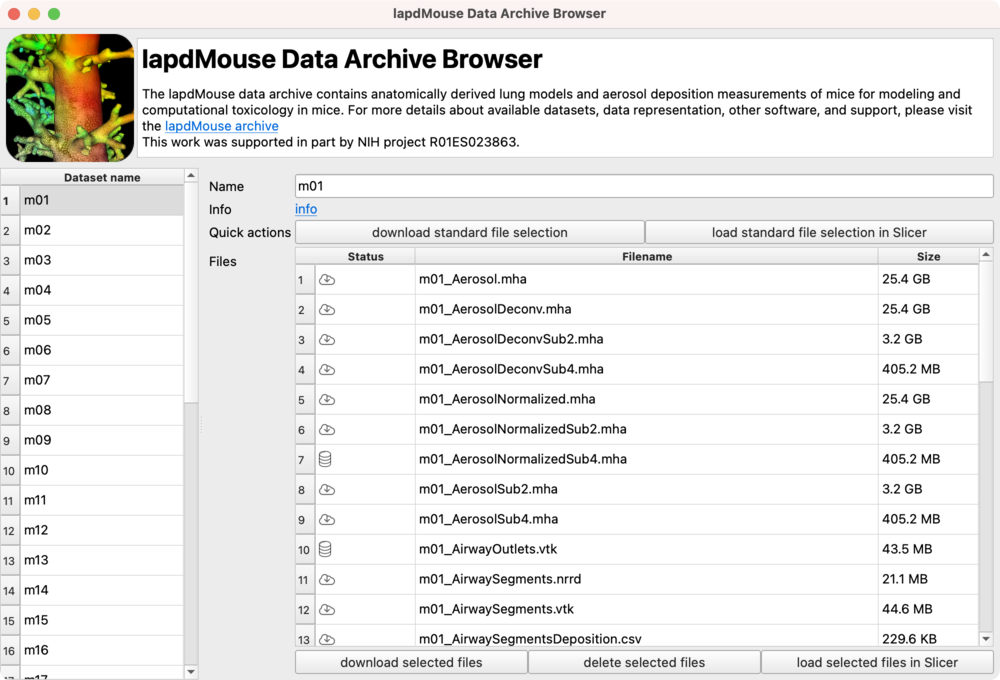 lapdMouse Data Archive Browser
lapdMouse Data Archive Browser
The lapdMouse data archive contains anatomically derived lung models and aerosol deposition measurements of mice for modeling and
computational toxicology in mice. For more details about available datasets, data representation, other software, and support, please visit
the lapdMouse archive
This work was supported in part by NIH project R01ES023863.
Dataset name
1 m01
2 m02
3 m03
4 m04
5 m05
6 m06
7 m07
8 m08
9 m09
10 m10
11 m11
12 m12
13 m13
14 m14
15 m15
16 m16
m17
Name m01
Info info
Quick actions download standard file selection load standard file selection in Slicer
Files Status Filename Size
1 m01_Aerosol.mha 25.4 GB
2 m01_AerosolDeconv.mha 25.4 GB
3 m01_AerosolDeconvSub2.mha 3.2 GB
4 m01_AerosolDeconvSub4.mha 405.2 MB
5 m01_AerosolNormalized.mha 25.4 GB
6 m01_AerosolNormalizedSub2.mha 3.2 GB
7 m01_AerosolNormalizedSub4.mha 405.2 MB
8 m01_AerosolSub2.mha 3.2 GB
9 m01_AerosolSub4.mha 405.2 MB
10 m01_AirwayOutlets.vtk 43.5 MB
11 m01_AirwaySegments.nrrd 21.1 MB
12 m01_AirwaySegments.vtk 44.6 MB
13 m01_AirwaySegmentsDeposition.csv 229.6 KB
download selected files delete selected files load selected files in Slicer